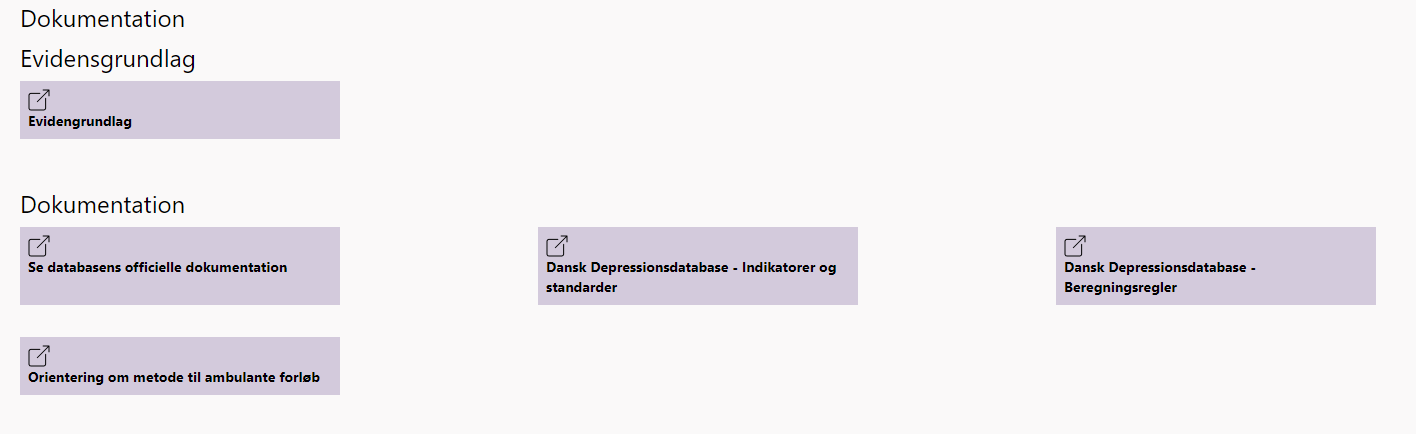 Dokumentation
Evidensgrundlag
Evidengrundlag
Dokumentation
Se databasens officielle dokumentation
Dansk Depressionsdatabase - Indikatorer og
standarder
Dansk Depressionsdatabase -
Beregningsregler
Orientering om metode til ambulante forløb